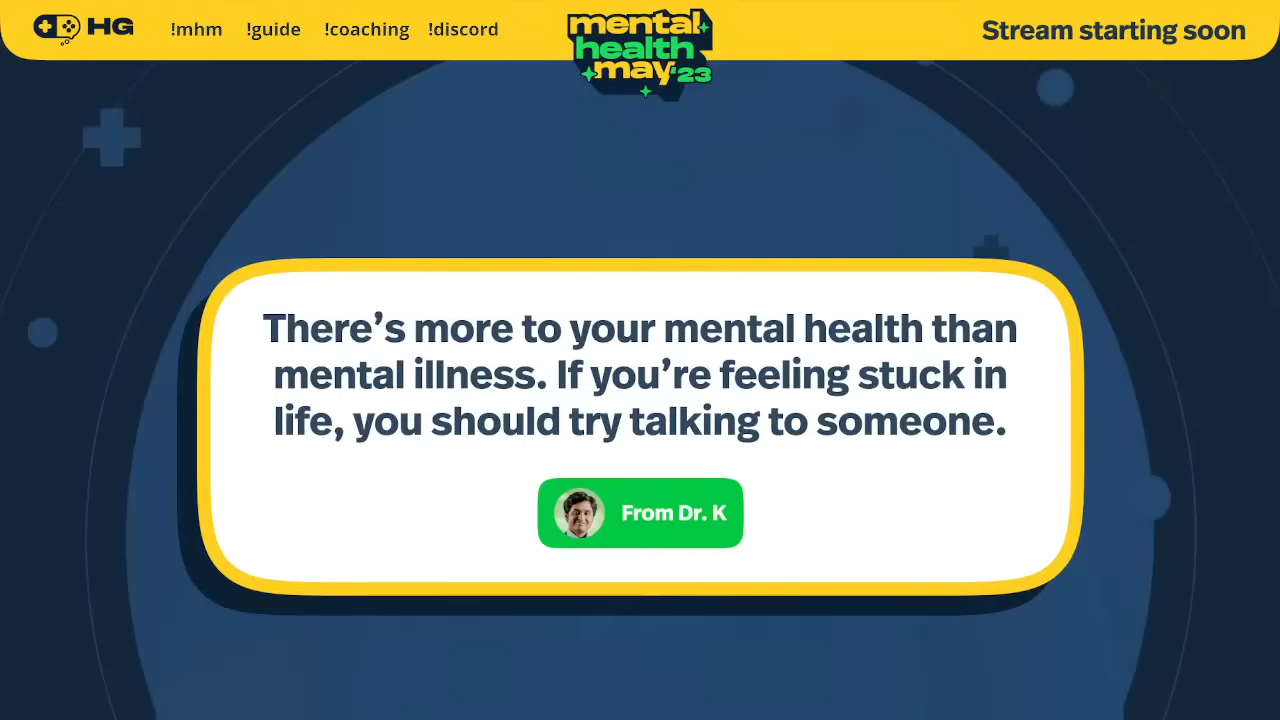 HG !mhm !guide !coaching !discord
mental
health
may'23
Stream starting soon
There’s more to your mental health than
mental illness. If you’re feeling stuck in
life, you should try talking to someone.
From Dr. K